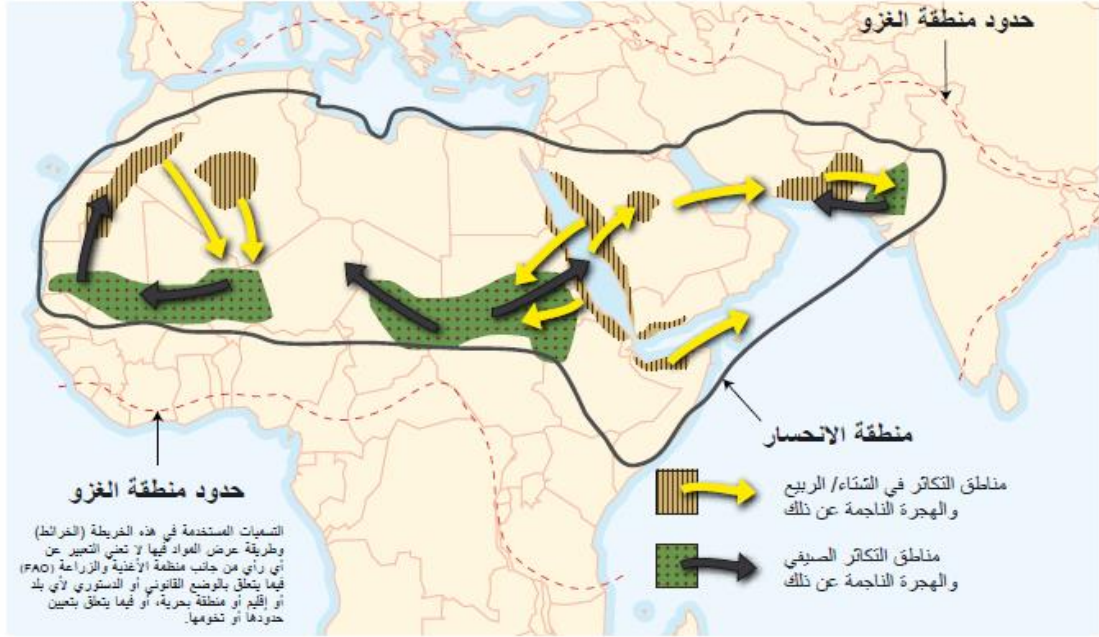 حدود منطقة الغزو
منطقة الانحسار
مناطق التكاثر في الشتاء/ الربيع
والهجرة الناجمة عن ذلك
مناطق التكاثر الصيفي
والهجرة الناجمة عن ذلك
حدود منطقة الغزو
التسميات المستخدمة في هذه الخريطة (الخرائط)
وطريقة عرض المواد فيها لا تعني التعبير عن
أي رأي من جانب منظمة الأغذية والزراعة (FAO)
فيما يتعلق بالوضع القانوني أو الدستوري لأي بلد
أو إقليم أو منطقة بحرية، أو فيما يتعلق بتعيين
حدودها أو تخومها.